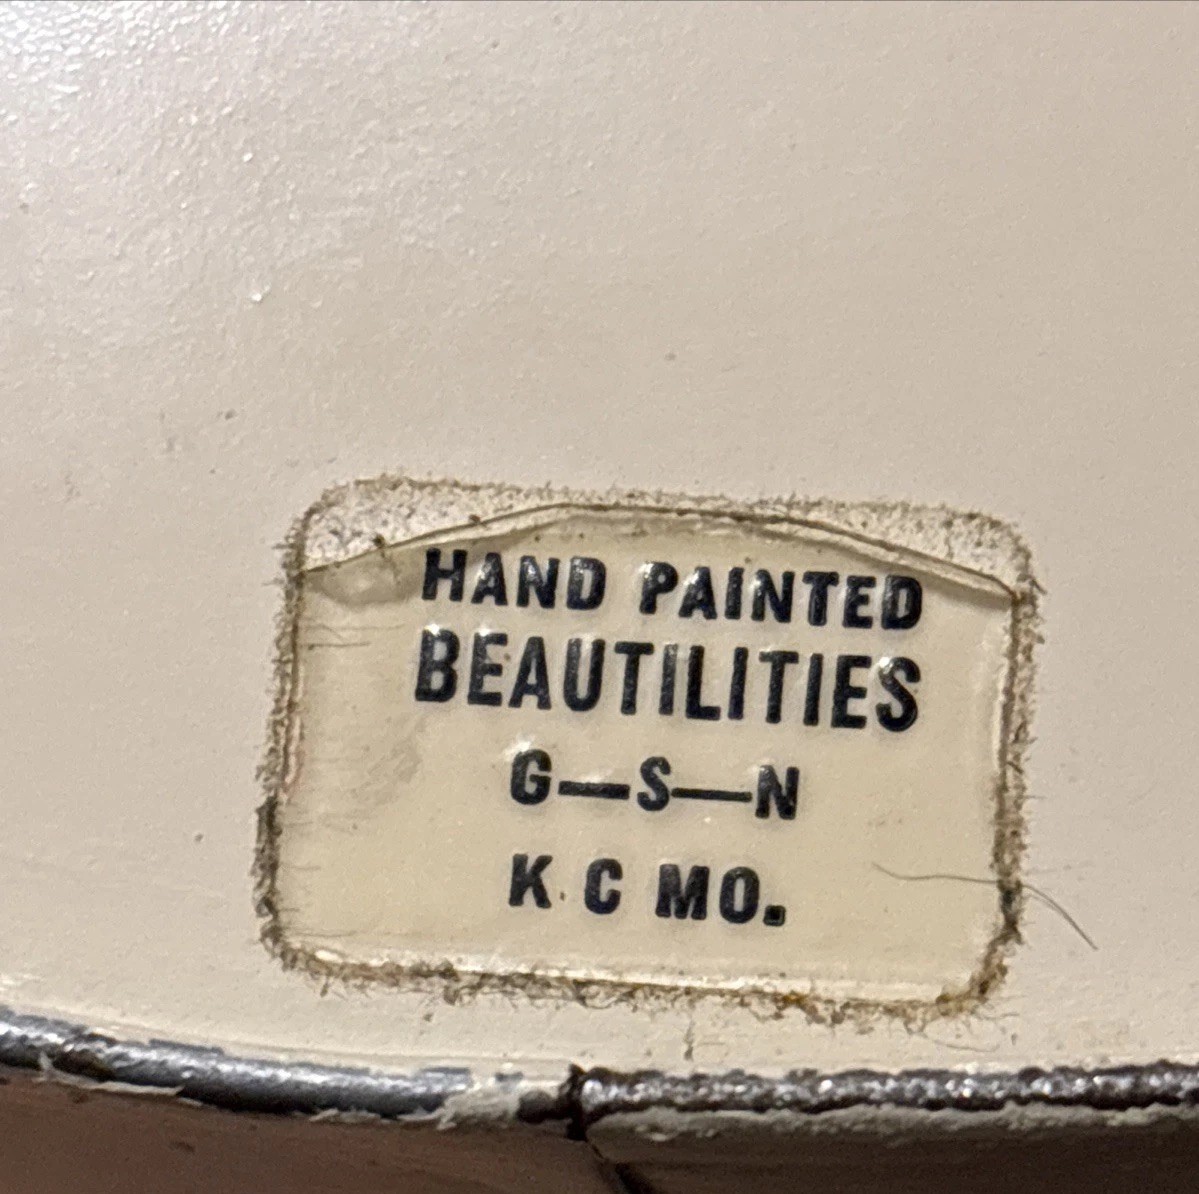 HAND PAINTED
BEAUTILITIES
G—S—N
K C MO.